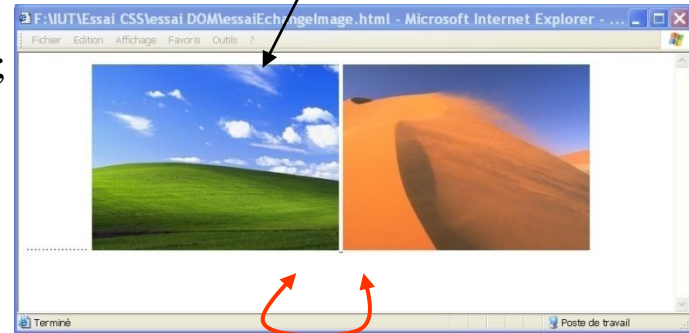 F:\IUT\Essai CSS\essai DOM\essaiEchangeImage.html - Microsoft Internet Explorer - ...
Fichier Edition Affichage Favoris Outils ?
;
Terminé
Poste de travail